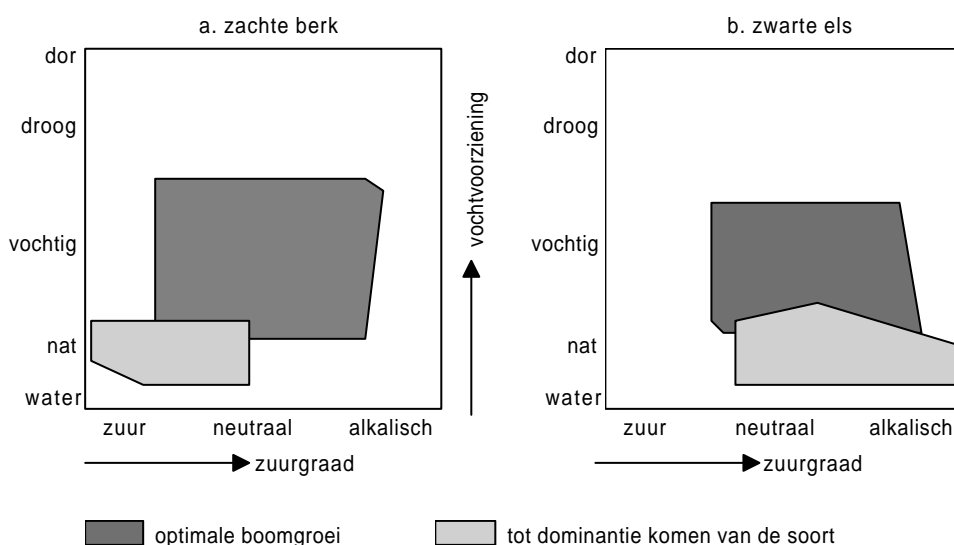 a. zachte berk
dor
droog
vochtig
nat
water
zuur neutraal alkalisch
zuurgraad
vochtvoorziening
b. zwarte els
dor
droog
vochtig
nat
water
zuur neutraal alkalisch
zuurgraad
optimale boomgroei
tot dominantie komen van de soort